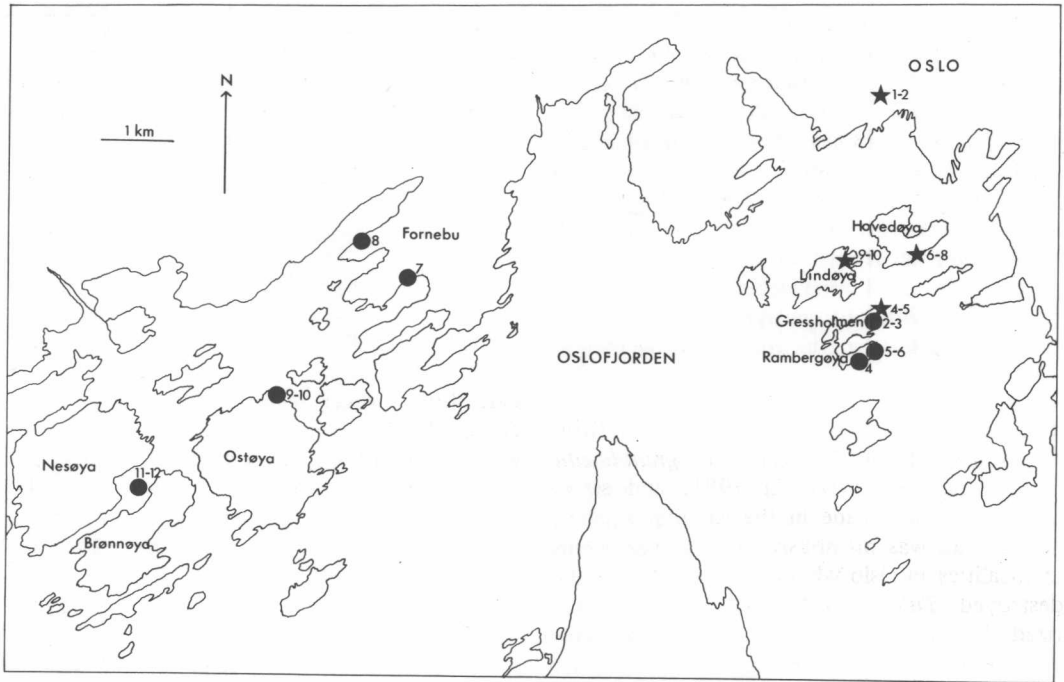 OSLO
1-2
N
1 km
Hovedøya
Fornebu
8
6-8
9-10
7
Lindøya
4-5
Gressholmen
2-3
OSLOFJORDEN
5-6
Rambergøya
4
9-10
Ostøya
Nesøya
11-12
Brønnøya